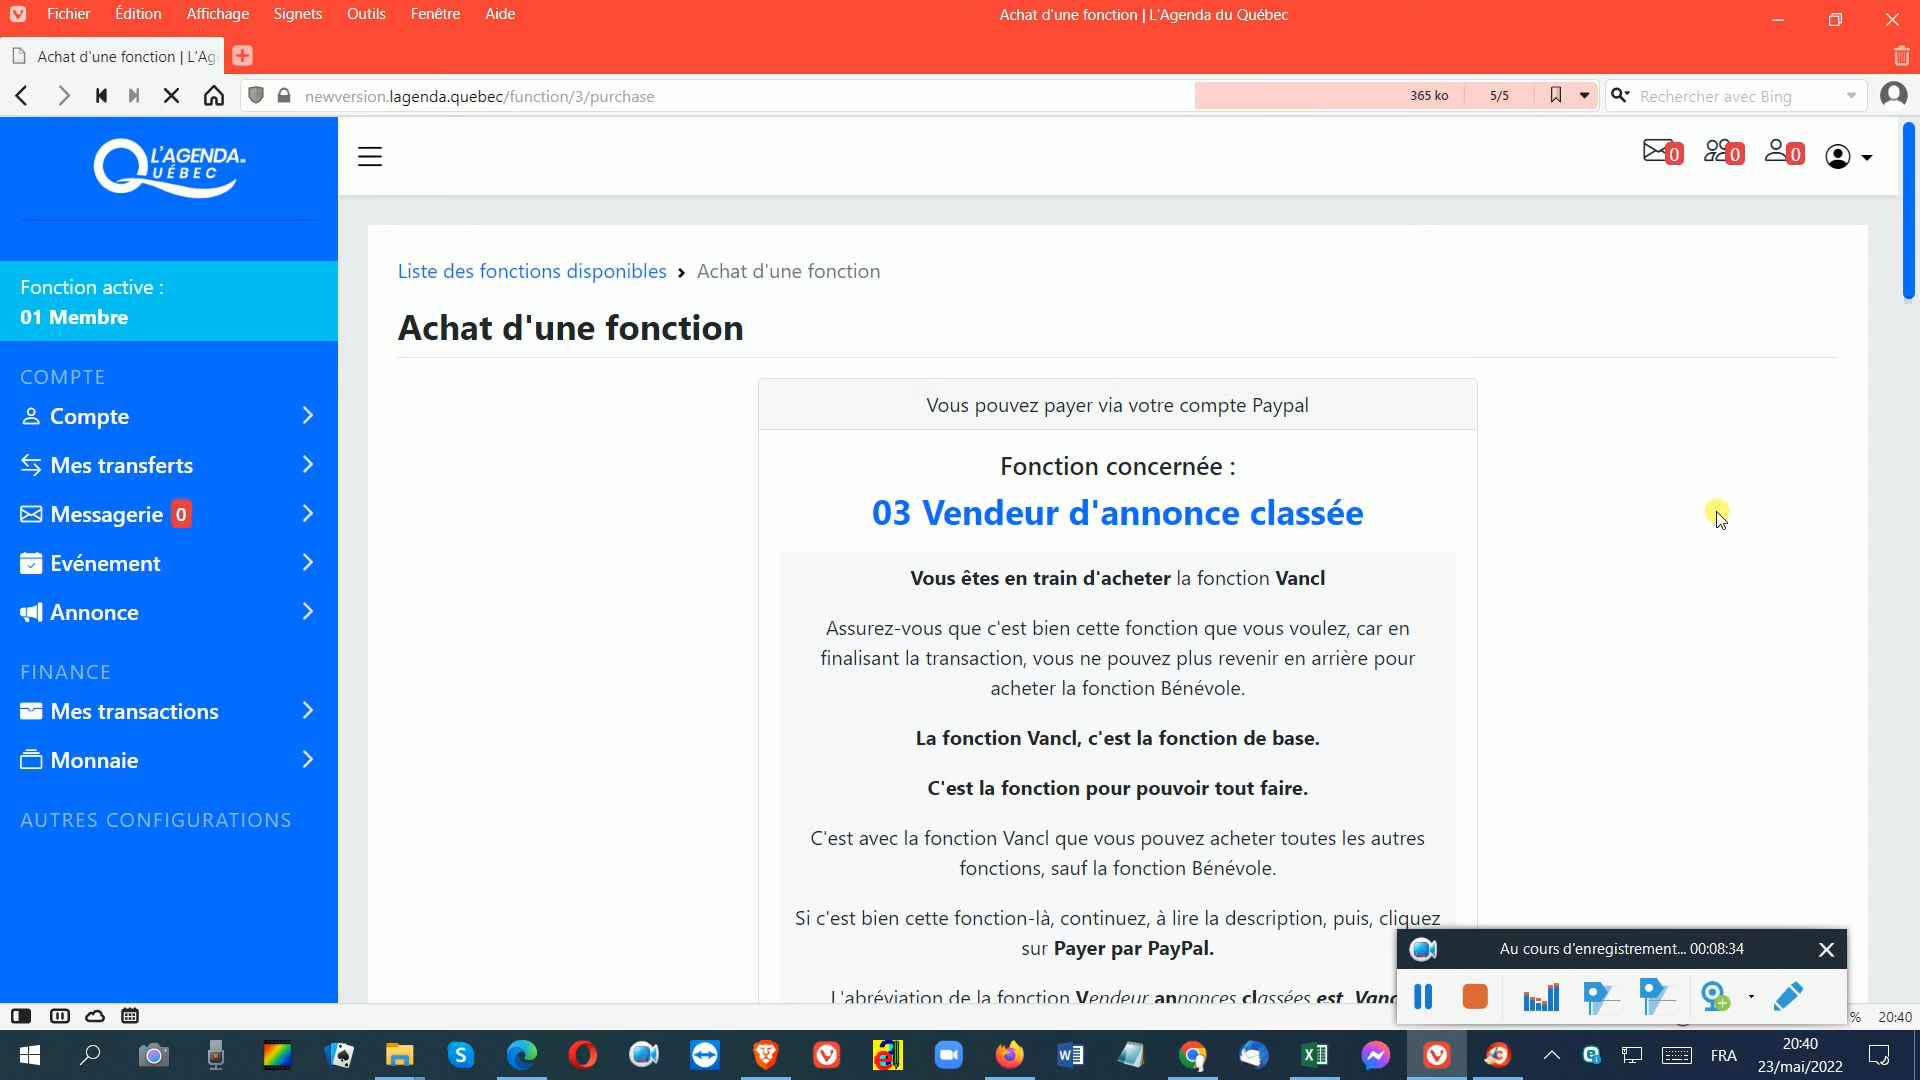 Fichier Édition Affichage Signets Outils Fenêtre Aide
Achat d'une fonction | L'Agenda du Québec
Achat d'une fonction | L'Ag
newversion.lagenda.quebec/function/3/purchase
365 ko 5/5
Rechercher avec Bing
L'AGENDA.
QUÉBEC
0 0 0
Fonction active :
01 Membre
COMPTE
Compte
Mes transferts
Messagerie 0
Evénement
Annonce
FINANCE
Mes transactions
Monnaie
AUTRES CONFIGURATIONS
Liste des fonctions disponibles › Achat d'une fonction
Achat d'une fonction
Vous pouvez payer via votre compte Paypal
Fonction concernée :
03 Vendeur d'annonce classée
Vous êtes en train d'acheter la fonction Vancl
Assurez-vous que c'est bien cette fonction que vous voulez, car en
finalisant la transaction, vous ne pouvez plus revenir en arrière pour
acheter la fonction Bénévole.
La fonction Vancl, c'est la fonction de base.
C'est la fonction pour pouvoir tout faire.
C'est avec la fonction Vancl que vous pouvez acheter toutes les autres
fonctions, sauf la fonction Bénévole.
Si c'est bien cette fonction-là, continuez, à lire la description, puis, cliquez
sur Payer par PayPal.
L'abréviation de la fonction Vendeur annonces classées est Vanc
Au cours d'enregistrement... 00:08:34
% 20:40
FRA
20:40
23/mai/2022